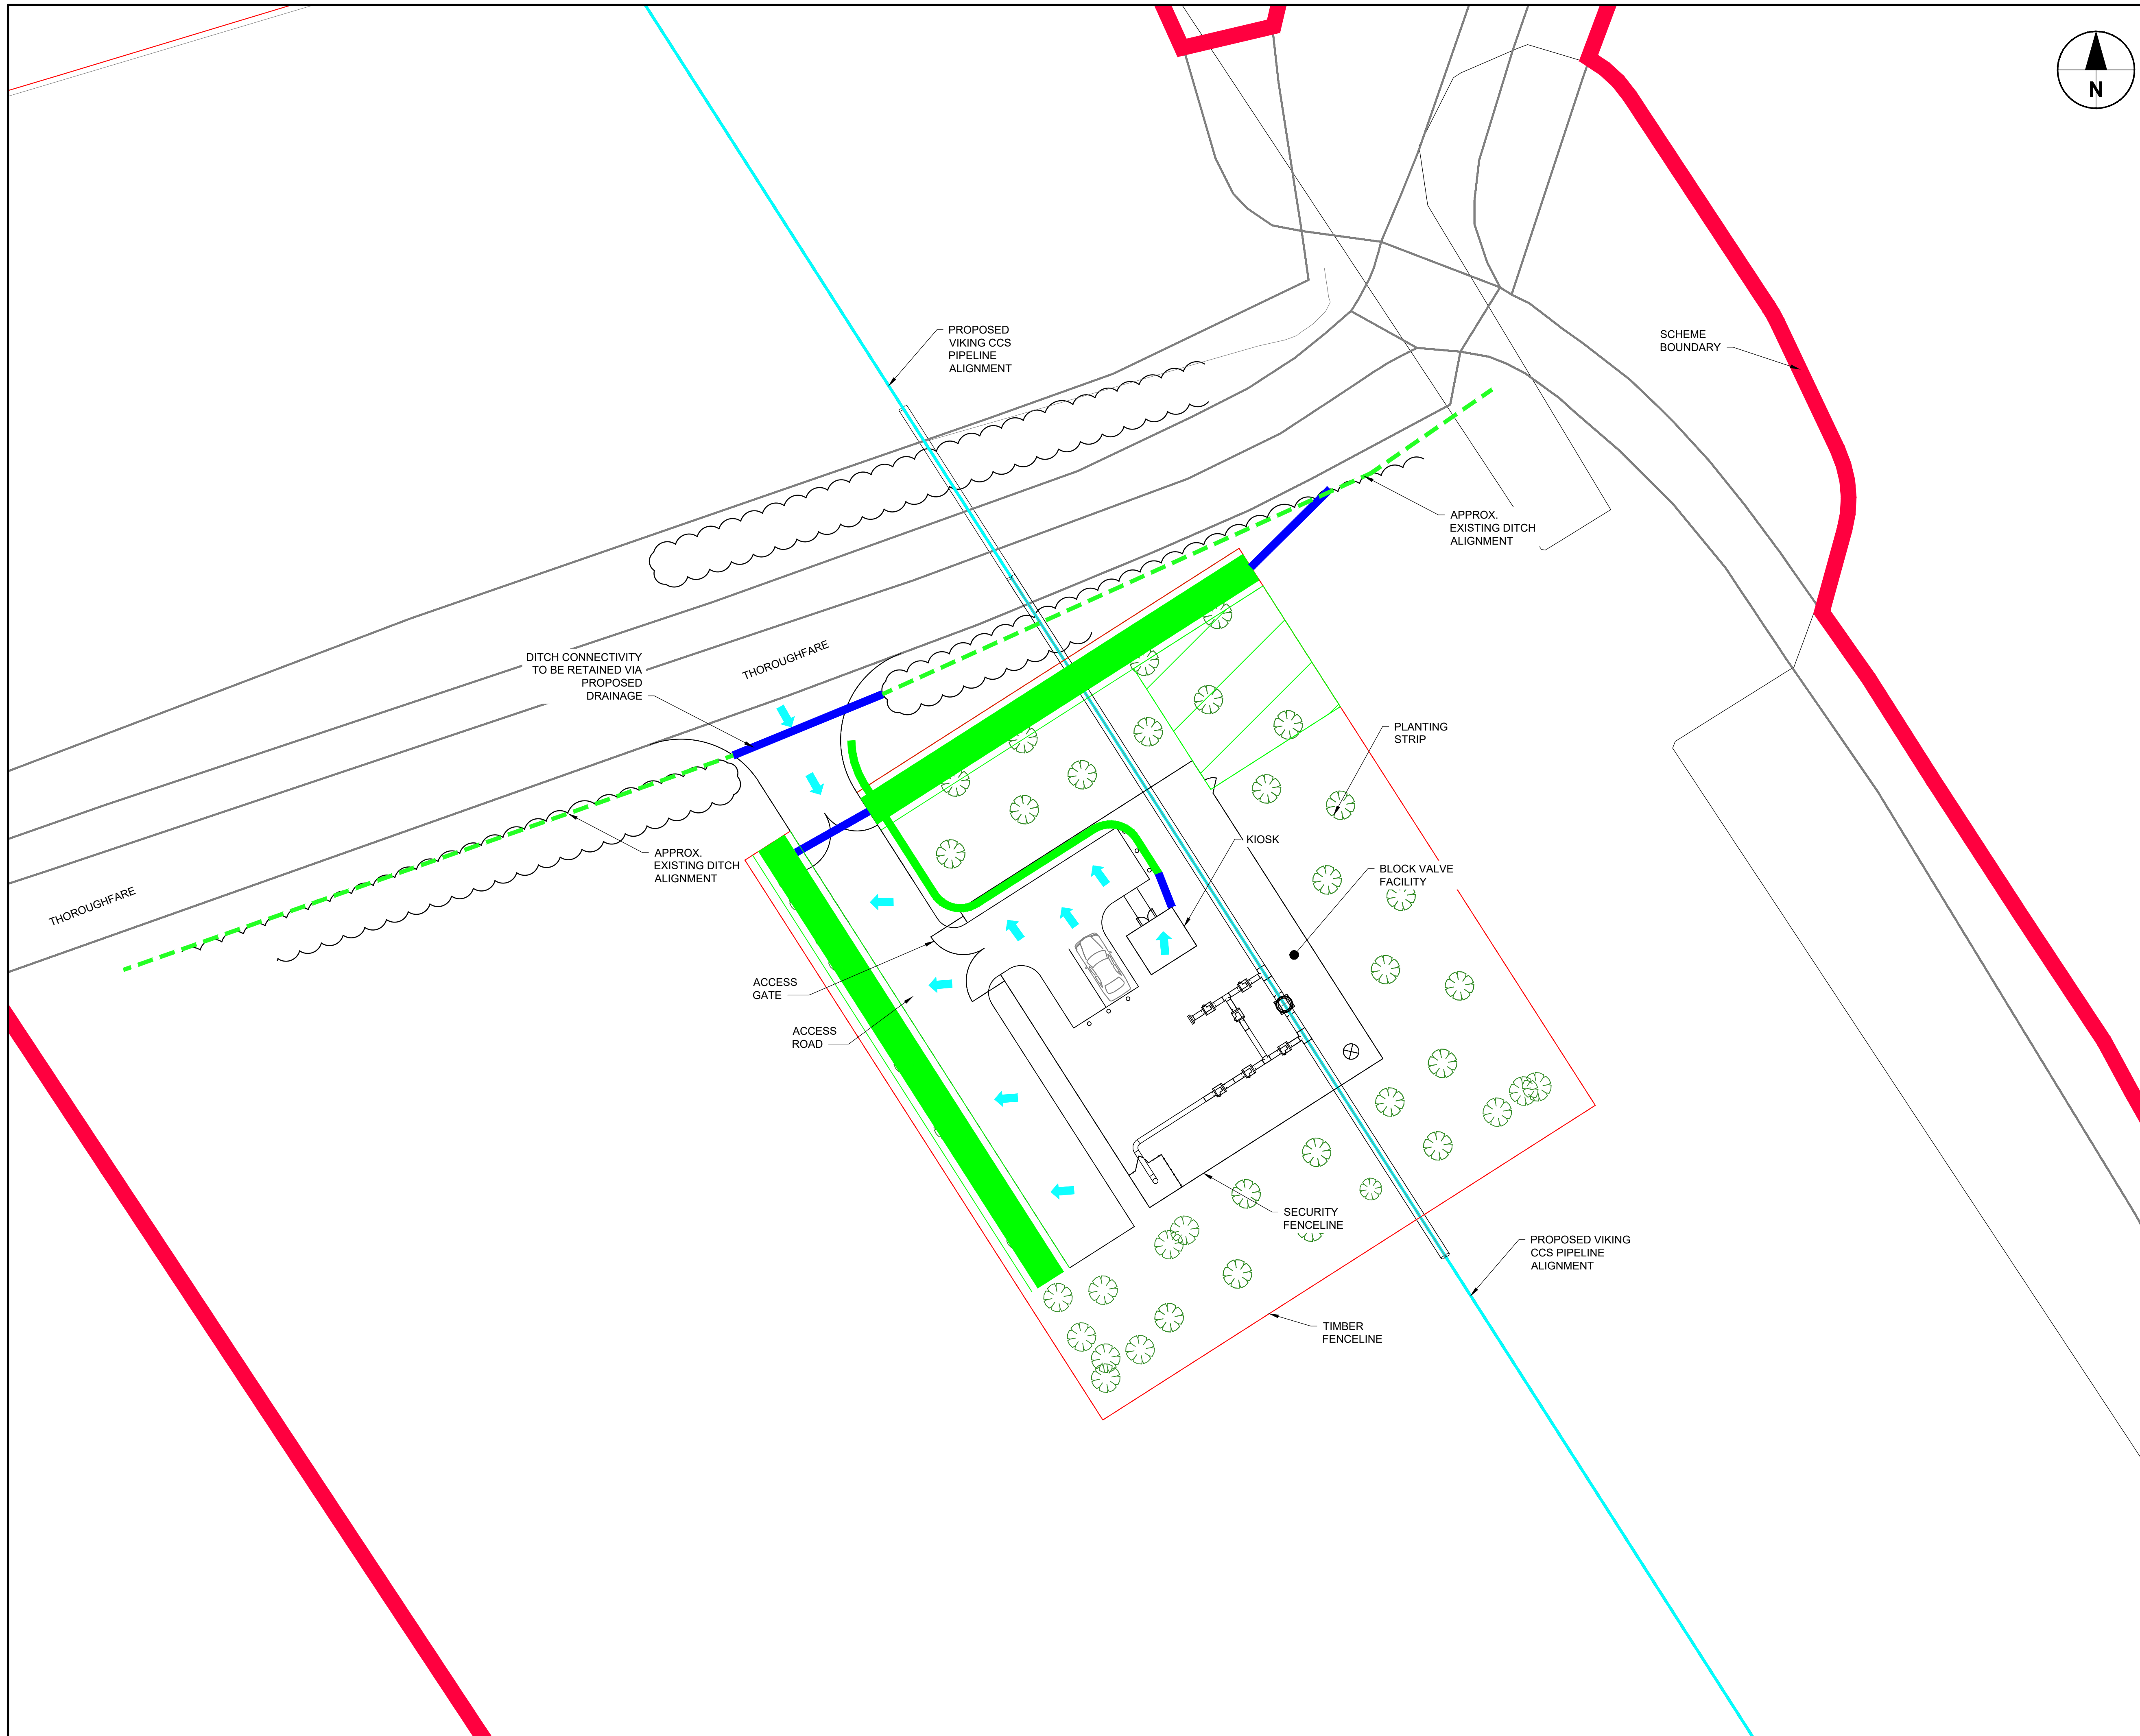 N
PROPOSED
VIKING CCS
PIPELINE
ALIGNMENT
SCHEME
BOUNDARY
APPROX.
EXISTING DITCH
ALIGNMENT
THOROUGHFARE
DITCH CONNECTIVITY
TO BE RETAINED VIA
PROPOSED
DRAINAGE
PLANTING
STRIP
KIOSK
APPROX.
EXISTING DITCH
ALIGNMENT
BLOCK VALVE
FACILITY
THOROUGHFARE
ACCESS
GATE
ACCESS
ROAD
SECURITY
FENCELINE
PROPOSED VIKING
CCS PIPELINE
ALIGNMENT
TIMBER
FENCELINE